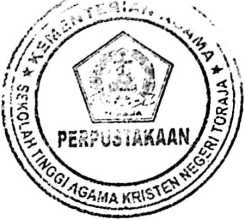 KEMENTERIAN AGAMA
PERPUSTAKAAN
SEKOLAH TINGGI AGAMA KRISTEN NEGERI TORAJA